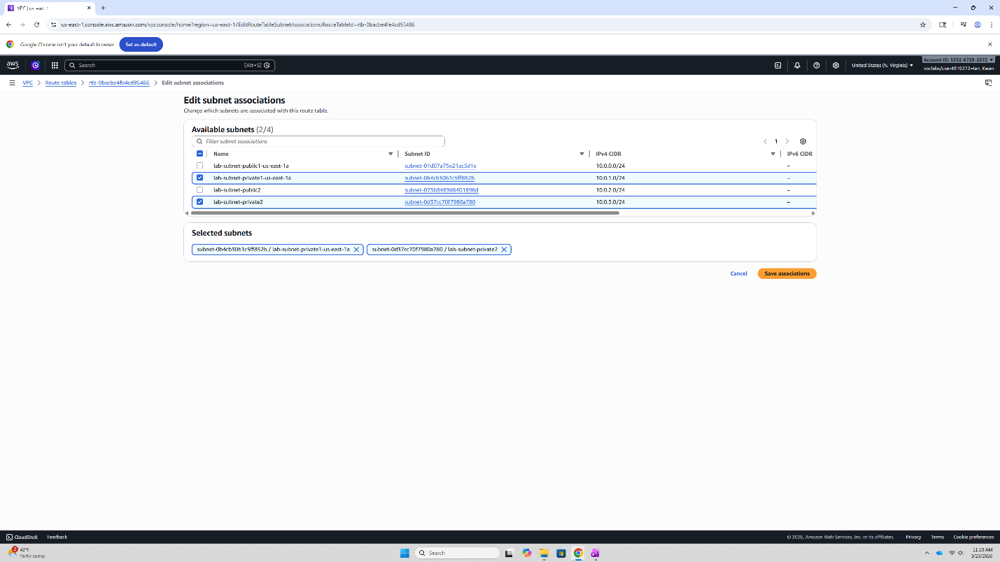 VPC | us-east-1
us-east-1.console.aws.amazon.com/vpcconsole/home?region=us-east-1#EditRouteTableSubnetAssociations:RouteTableId=rtb-0bacbe4fe4cd95486
Google Chrome isn't your default browser Set as default
aws Search [Alt+S] United States (N. Virginia) Account ID: 5332-6728-2572
voclabs/user4919272=Ian_Kwan
VPC Route tables rtb-0bacbe4fe4cd95486 Edit subnet associations
Edit subnet associations
Change which subnets are associated with this route table.
Available subnets (2/4)
Filter subnet associations 1
Name Subnet ID IPv4 CIDR IPv6 CIDR
lab-subnet-public1-us-east-1a subnet-01d07a75e21ac5d1e 10.0.0.0/24 –
lab-subnet-private1-us-east-1a subnet-0b4cb30b1c5ff852b 10.0.1.0/24 –
lab-subnet-public2 subnet-073b8469d6401896d 10.0.2.0/24 –
lab-subnet-private2 subnet-0d37cc70f7980a780 10.0.3.0/24 –
Selected subnets
subnet-0b4cb30b1c5ff852b / lab-subnet-private1-us-east-1a subnet-0d37cc70f7980a780 / lab-subnet-private2
Cancel Save associations
CloudShell Feedback © 2026, Amazon Web Services, Inc. or its affiliates. Privacy Terms Cookie preferences
2 43°F
Partly sunny
Search
11:10 AM
3/23/2026